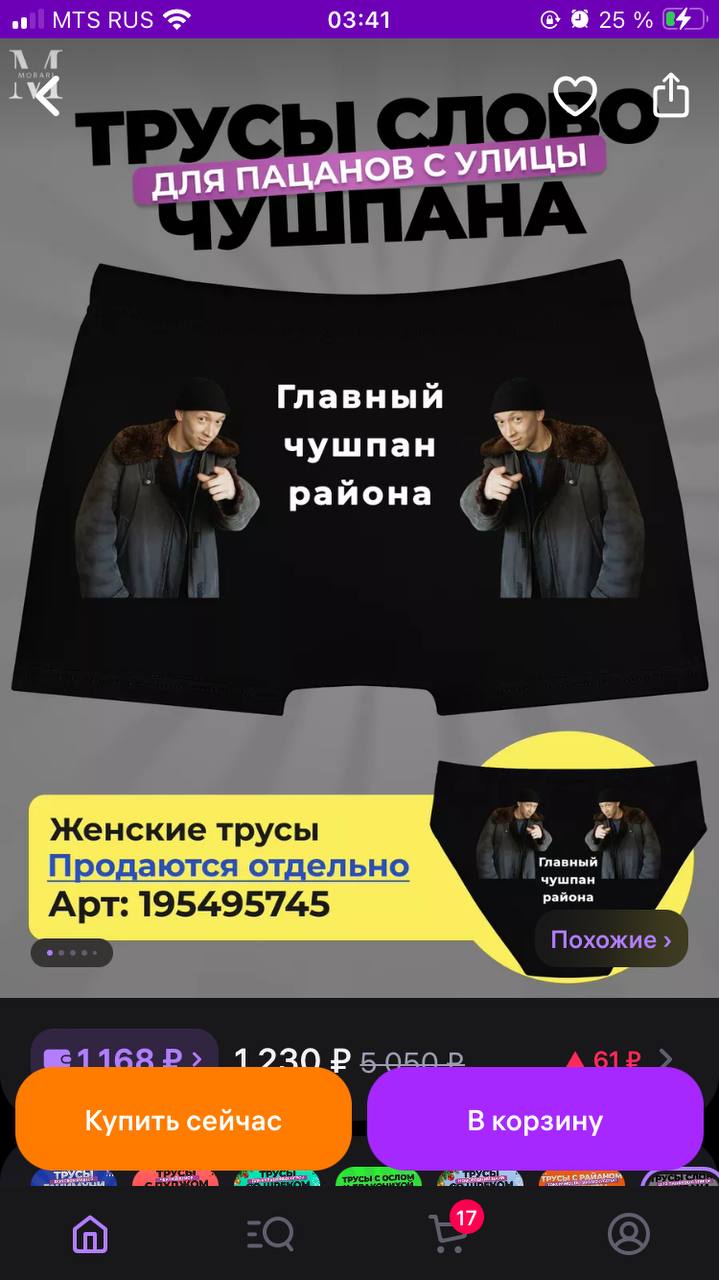 MTS RUS
03:41
25 %
M
MORARI
ТРУСЫ СЛОВО
ДЛЯ ПАЦАНОВ С УЛИЦЫ
ЧУШПАНА
Главный
чушпан
района
Женские трусы
Продаются отдельно
Арт: 195495745
Главный
чушпан
района
Похожие ›
1 168 ₽ ›
1 230 ₽ 5 050 ₽
61 ₽
Купить сейчас
В корзину
ТРУСЫ
ТРУСЫ
ТРУСЫ
ТРУСЫ С ОСЛОМ
ТРУСЫ
ТРУСЫ С РАЙАНОМ
17